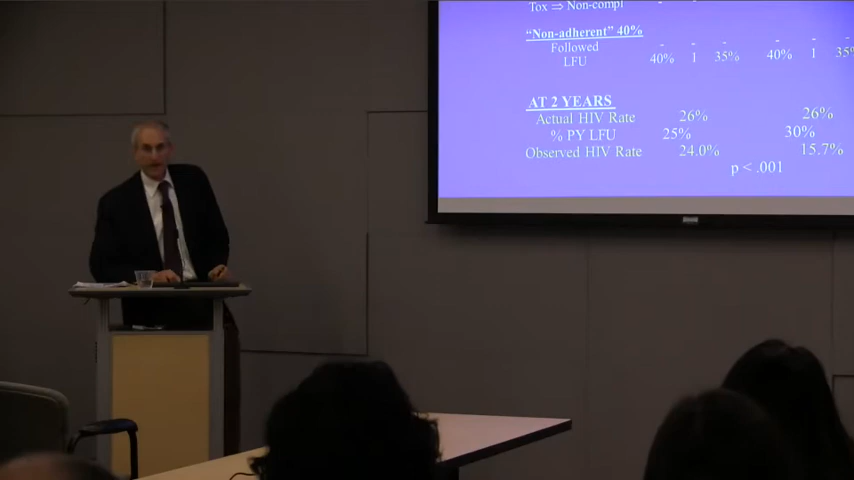 Tox ⇒ Non-compl - -
"Non-adherent" 40%
Followed - - - - - -
LFU 40% 1 35% 40% 1 35%
AT 2 YEARS
Actual HIV Rate 26% 26%
% PY LFU 25% 30%
Observed HIV Rate 24.0% 15.7%
p < .001